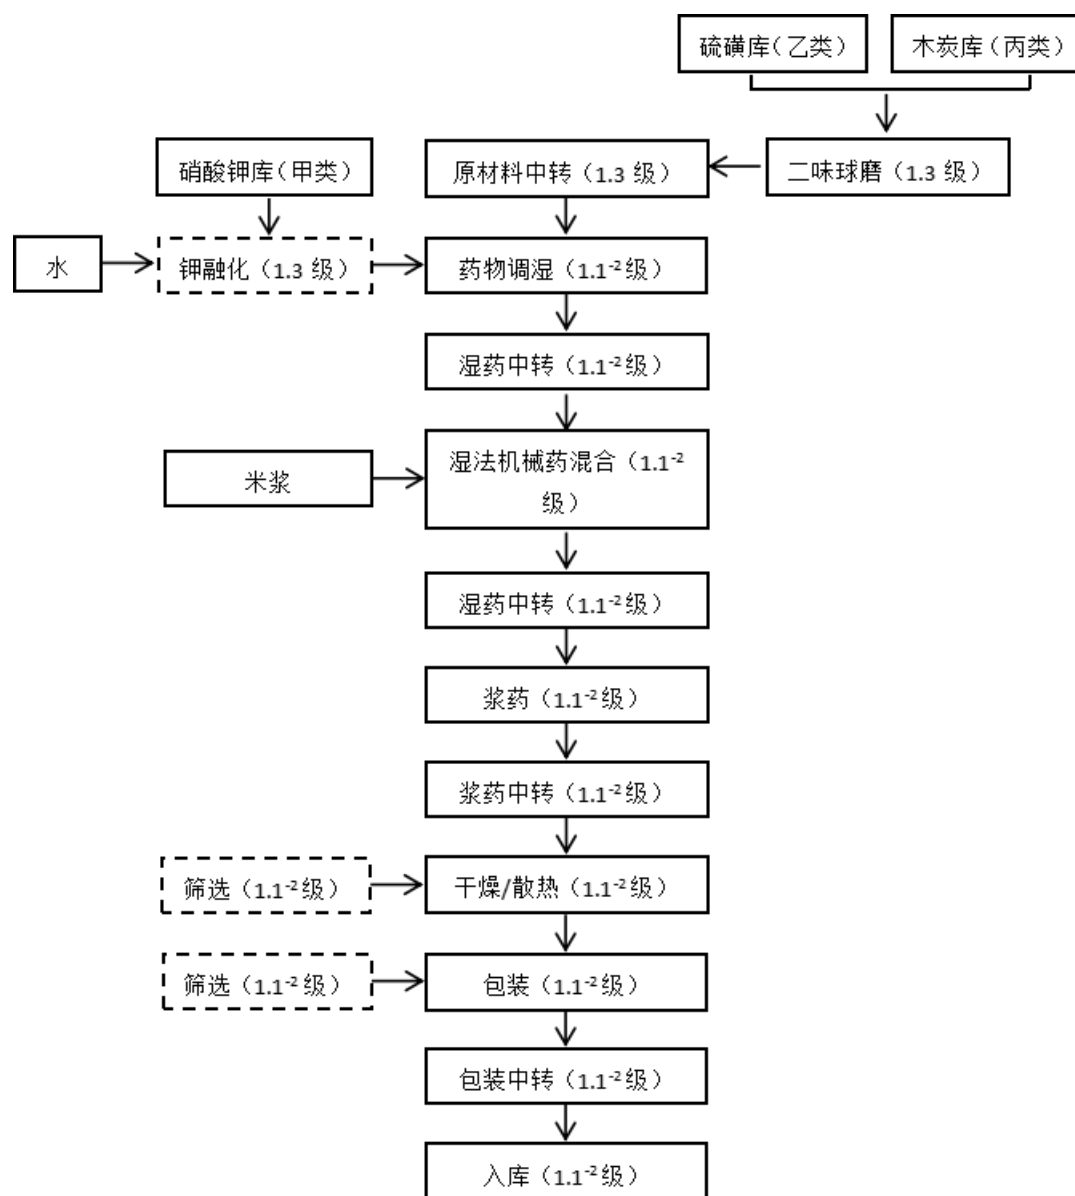 硫磺库（乙类）
木炭库（丙类）
硝酸钾库（甲类）
原材料中转（1.3 级）
二味球磨（1.3 级）
水
钾融化（1.3 级）
药物调湿（1.1⁻²级）
湿药中转（1.1⁻²级）
米浆
湿法机械药混合（1.1⁻²
级）
湿药中转（1.1⁻²级）
浆药（1.1⁻²级）
浆药中转（1.1⁻²级）
筛选（1.1⁻²级）
干燥/散热（1.1⁻²级）
筛选（1.1⁻²级）
包装（1.1⁻²级）
包装中转（1.1⁻²级）
入库（1.1⁻²级）